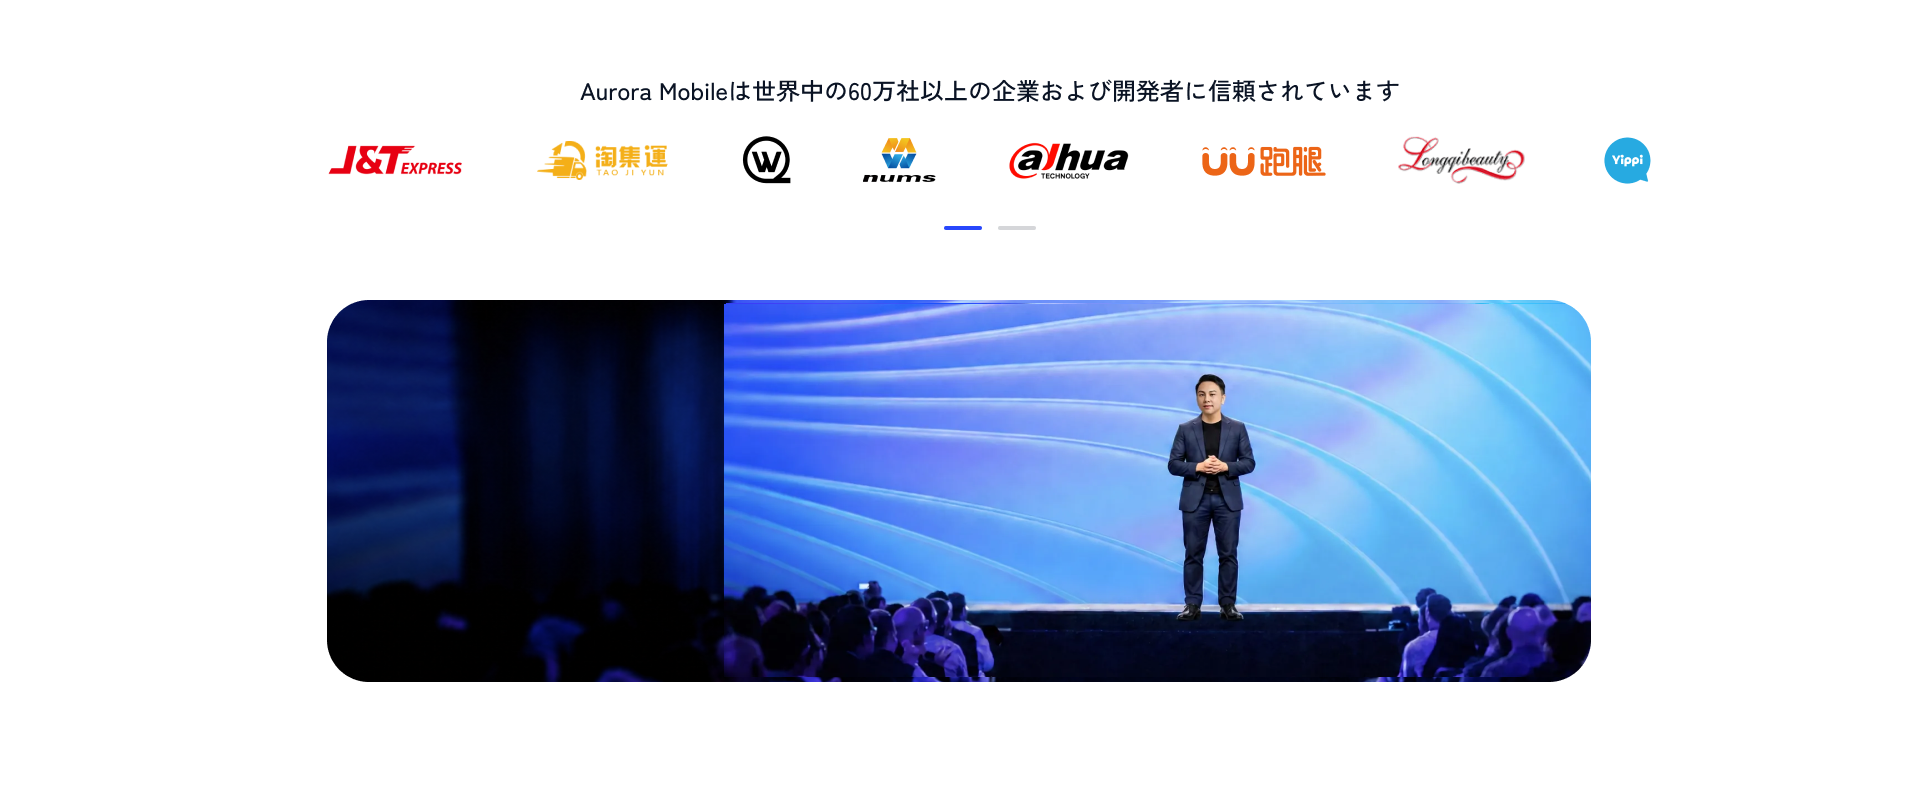 Aurora Mobileは世界中の60万社以上の企業および開発者に信頼されています
J&T EXPRESS
淘集運
TAO JI YUN
W
nums
alhua
TECHNOLOGY
UU跑腿
Longqibeauty
Yippi